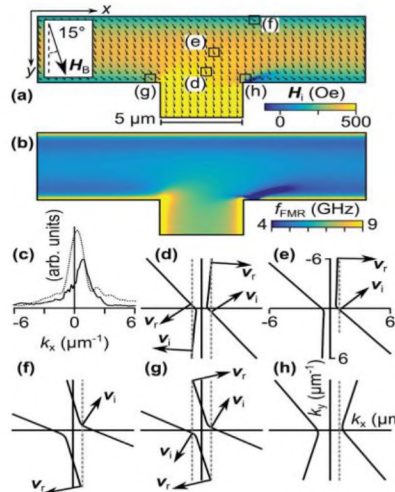 x
(f)
15°
(e)
y
H_B
(d)
(g)
(h)
(a)
H_i (Oe)
5 µm
0 500
(b)
f_FMR (GHz)
4 9
(c) (d) (e)
(arb. units)
-6
v_r v_r
v_i v_i
v_r
v_i
-6 0 6 -6 6
k_x (µm⁻¹)
6
(f) (g) (h)
v_r
v_i v_i
k_y (µm⁻¹)
v_i
k_x (µm
v_r v_r